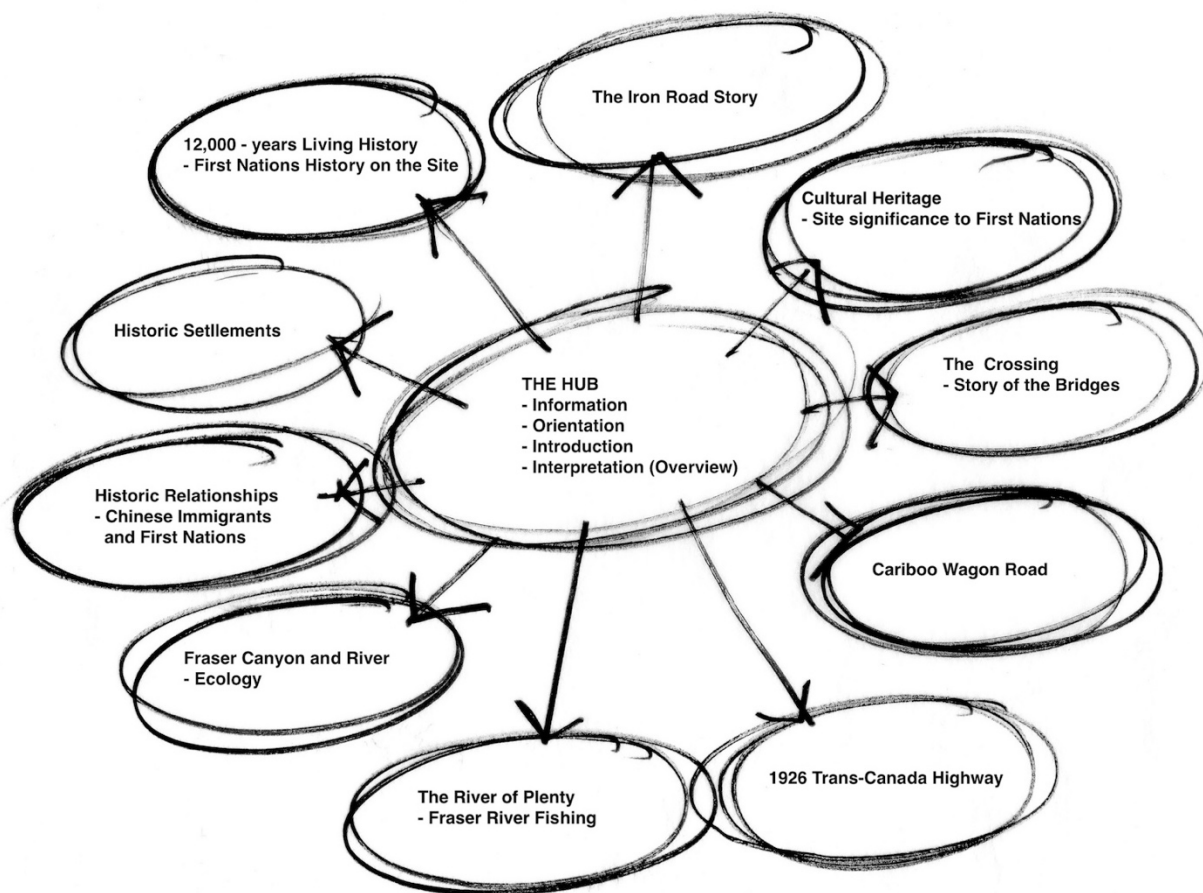 The Iron Road Story
12,000 - years Living History
- First Nations History on the Site
Cultural Heritage
- Site significance to First Nations
Historic Setllements
THE HUB
- Information
- Orientation
- Introduction
- Interpretation (Overview)
The Crossing
- Story of the Bridges
Historic Relationships
- Chinese Immigrants
and First Nations
Cariboo Wagon Road
Fraser Canyon and River
- Ecology
The River of Plenty
- Fraser River Fishing
1926 Trans-Canada Highway